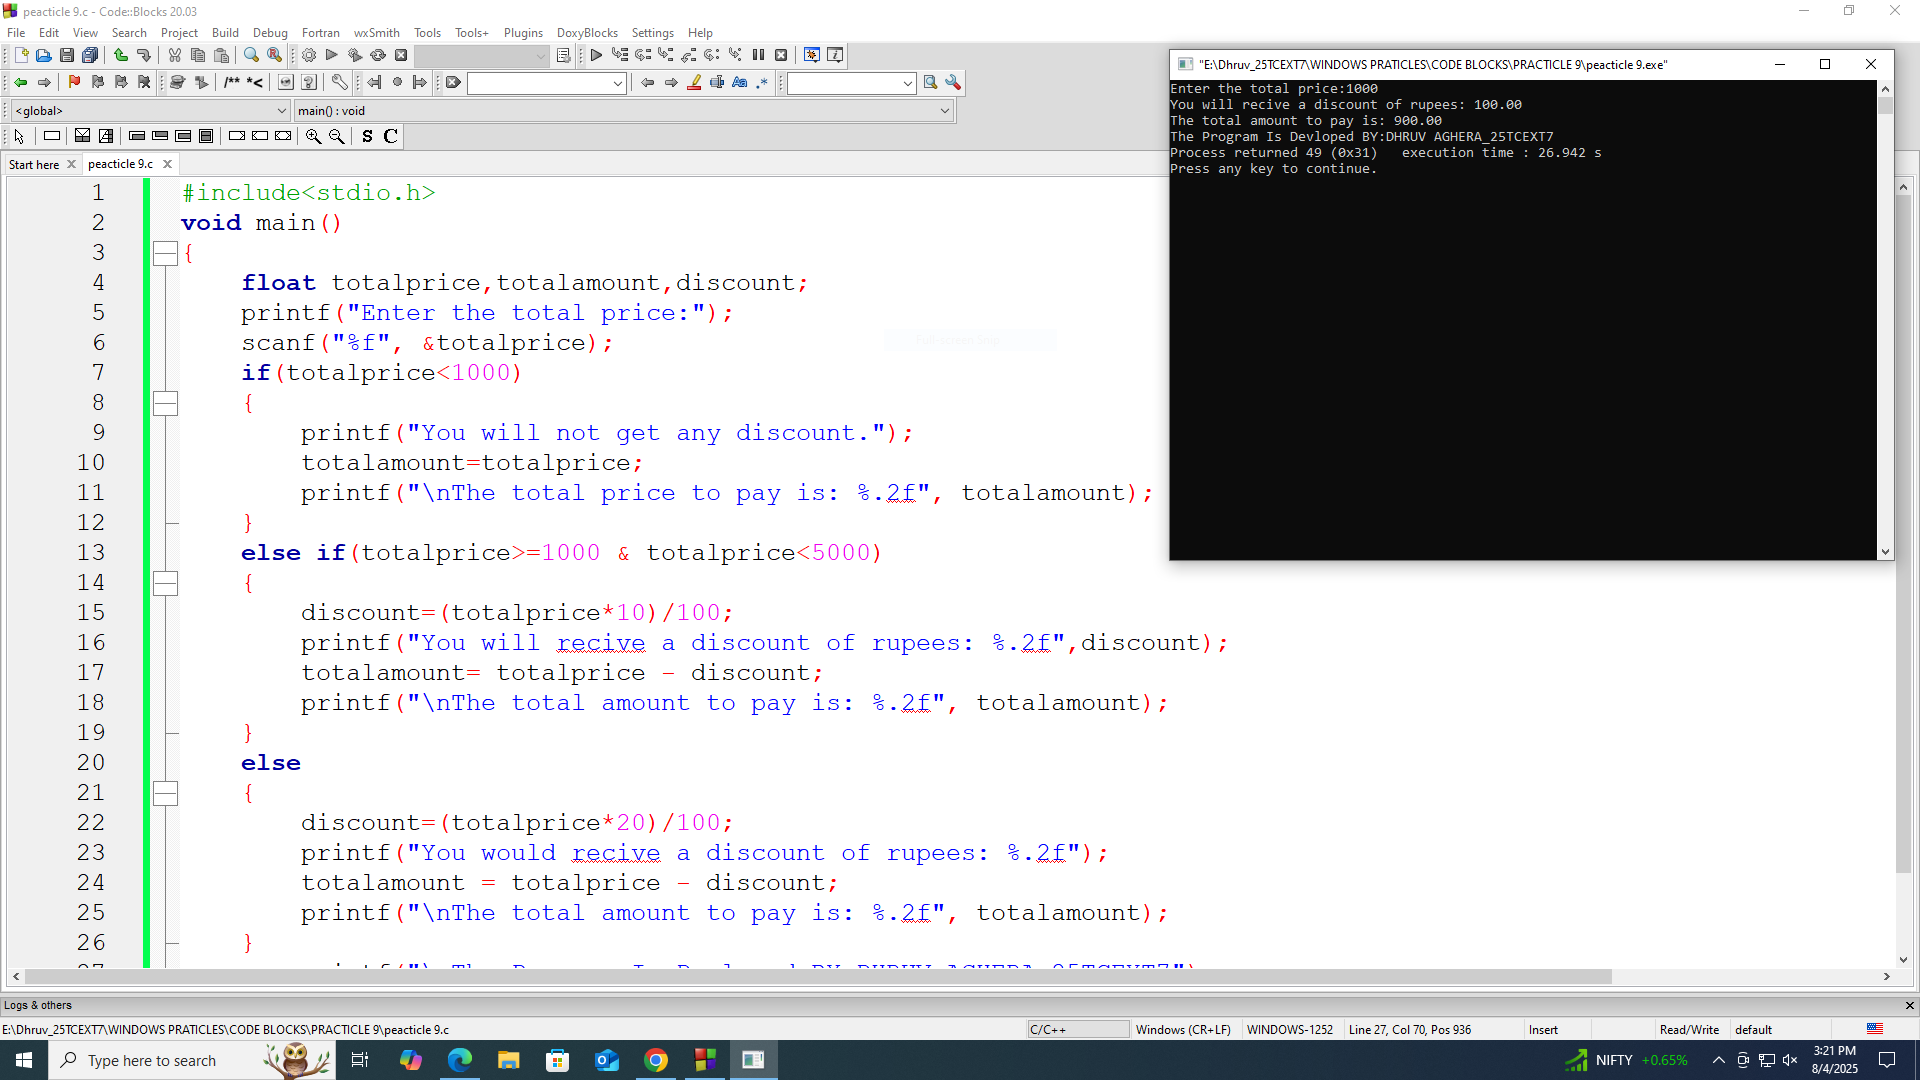 peacticle 9.c - Code::Blocks 20.03
File Edit View Search Project Build Debug Fortran wxSmith Tools Tools+ Plugins DoxyBlocks Settings Help
<global>
main() : void
S C
Start here
peacticle 9.c
1 #include<stdio.h>
2 void main()
3 {
4 float totalprice,totalamount,discount;
5 printf("Enter the total price:");
6 scanf("%f", &totalprice);
7 if(totalprice<1000)
8 {
9 printf("You will not get any discount.");
10 totalamount=totalprice;
11 printf("\nThe total price to pay is: %.2f", totalamount);
12 }
13 else if(totalprice>=1000 & totalprice<5000)
14 {
15 discount=(totalprice*10)/100;
16 printf("You will recive a discount of rupees: %.2f",discount);
17 totalamount= totalprice - discount;
18 printf("\nThe total amount to pay is: %.2f", totalamount);
19 }
20 else
21 {
22 discount=(totalprice*20)/100;
23 printf("You would recive a discount of rupees: %.2f");
24 totalamount = totalprice - discount;
25 printf("\nThe total amount to pay is: %.2f", totalamount);
26 }
"E:\Dhruv_25TCEXT7\WINDOWS PRATICLES\CODE BLOCKS\PRACTICLE 9\peacticle 9.exe"
Enter the total price:1000
You will recive a discount of rupees: 100.00
The total amount to pay is: 900.00
The Program Is Devloped BY:DHRUV AGHERA_25TCEXT7
Process returned 49 (0x31)   execution time : 26.942 s
Press any key to continue.
Logs & others
E:\Dhruv_25TCEXT7\WINDOWS PRATICLES\CODE BLOCKS\PRACTICLE 9\peacticle 9.c
C/C++
Windows (CR+LF)
WINDOWS-1252
Line 27, Col 70, Pos 936
Insert
Read/Write
default
Type here to search
NIFTY +0.65%
3:21 PM
8/4/2025